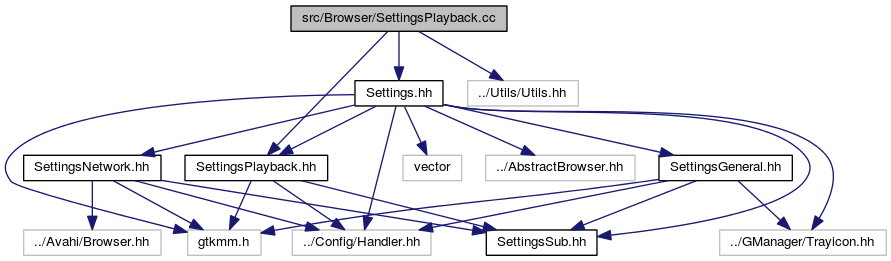 src/Browser/SettingsPlayback.cc
Settings.hh
../Utils/Utils.hh
SettingsNetwork.hh
SettingsPlayback.hh
vector
../AbstractBrowser.hh
SettingsGeneral.hh
../Avahi/Browser.hh
gtkmm.h
../Config/Handler.hh
SettingsSub.hh
../GManager/Trayicon.hh